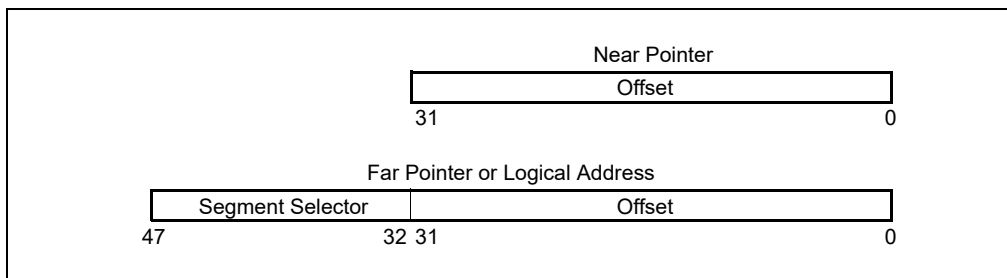 Near Pointer
Offset
31 0
Far Pointer or Logical Address
Segment Selector Offset
47 32 31 0